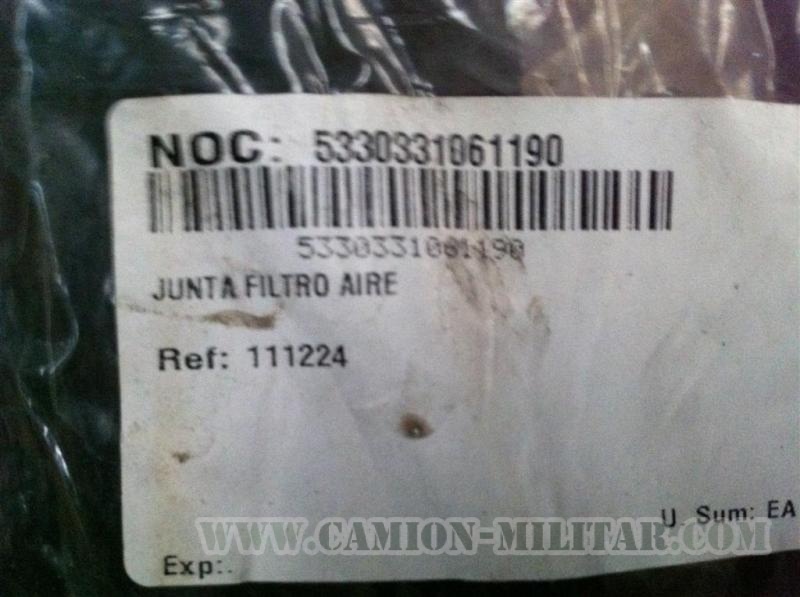 NOC: 5330331061190
5330331061190
JUNTA FILTRO AIRE
Ref: 111224
U. Sum: EA
WWW.CAMION-MILITAR.COM
Exp:.